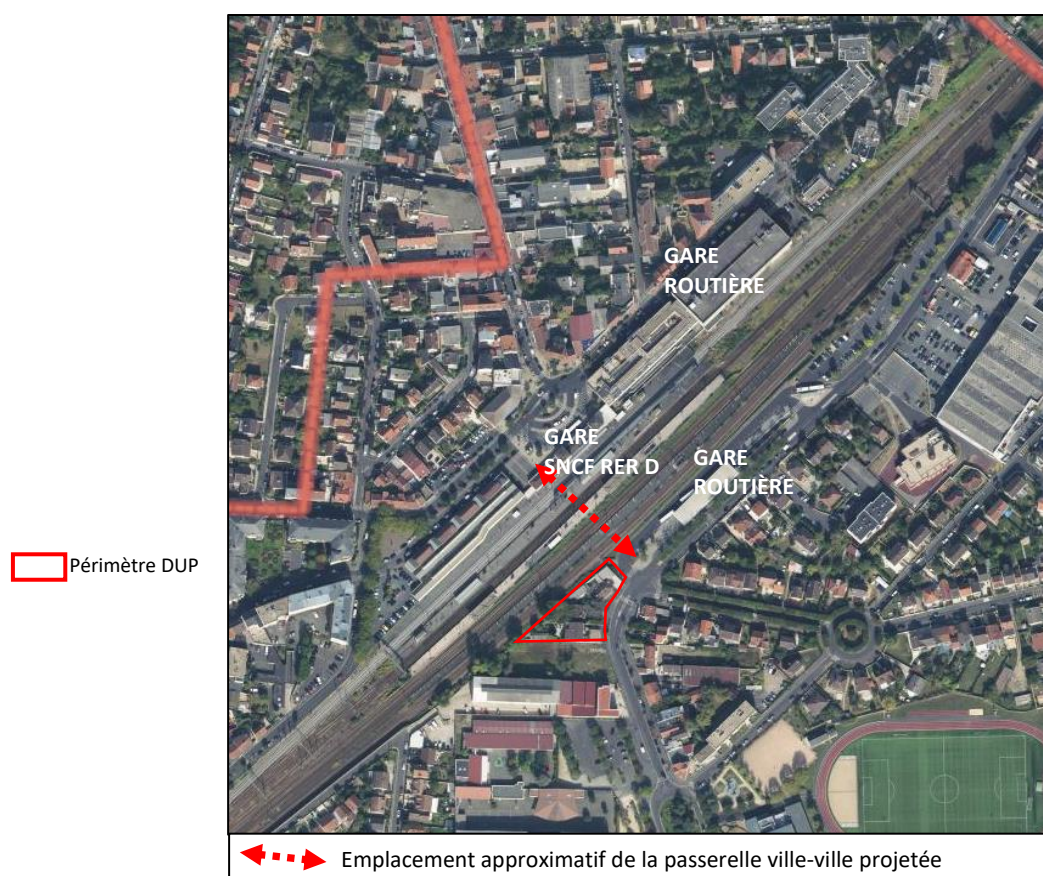 GARE
ROUTIÈRE
GARE
SNCF RER D
GARE
ROUTIÈRE
Périmètre DUP
Emplacement approximatif de la passerelle ville-ville projetée